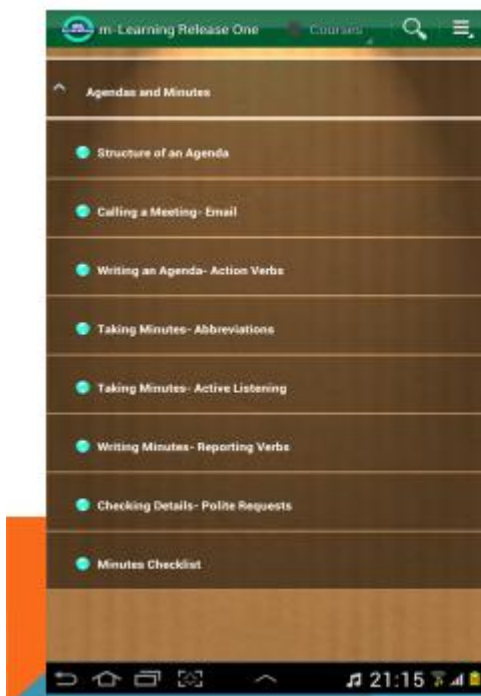 m-Learning Release One Courses
Agendas and Minutes
Structure of an Agenda
Calling a Meeting- Email
Writing an Agenda- Action Verbs
Taking Minutes- Abbreviations
Taking Minutes- Active Listening
Writing Minutes- Reporting Verbs
Checking Details- Polite Requests
Minutes Checklist
21:15